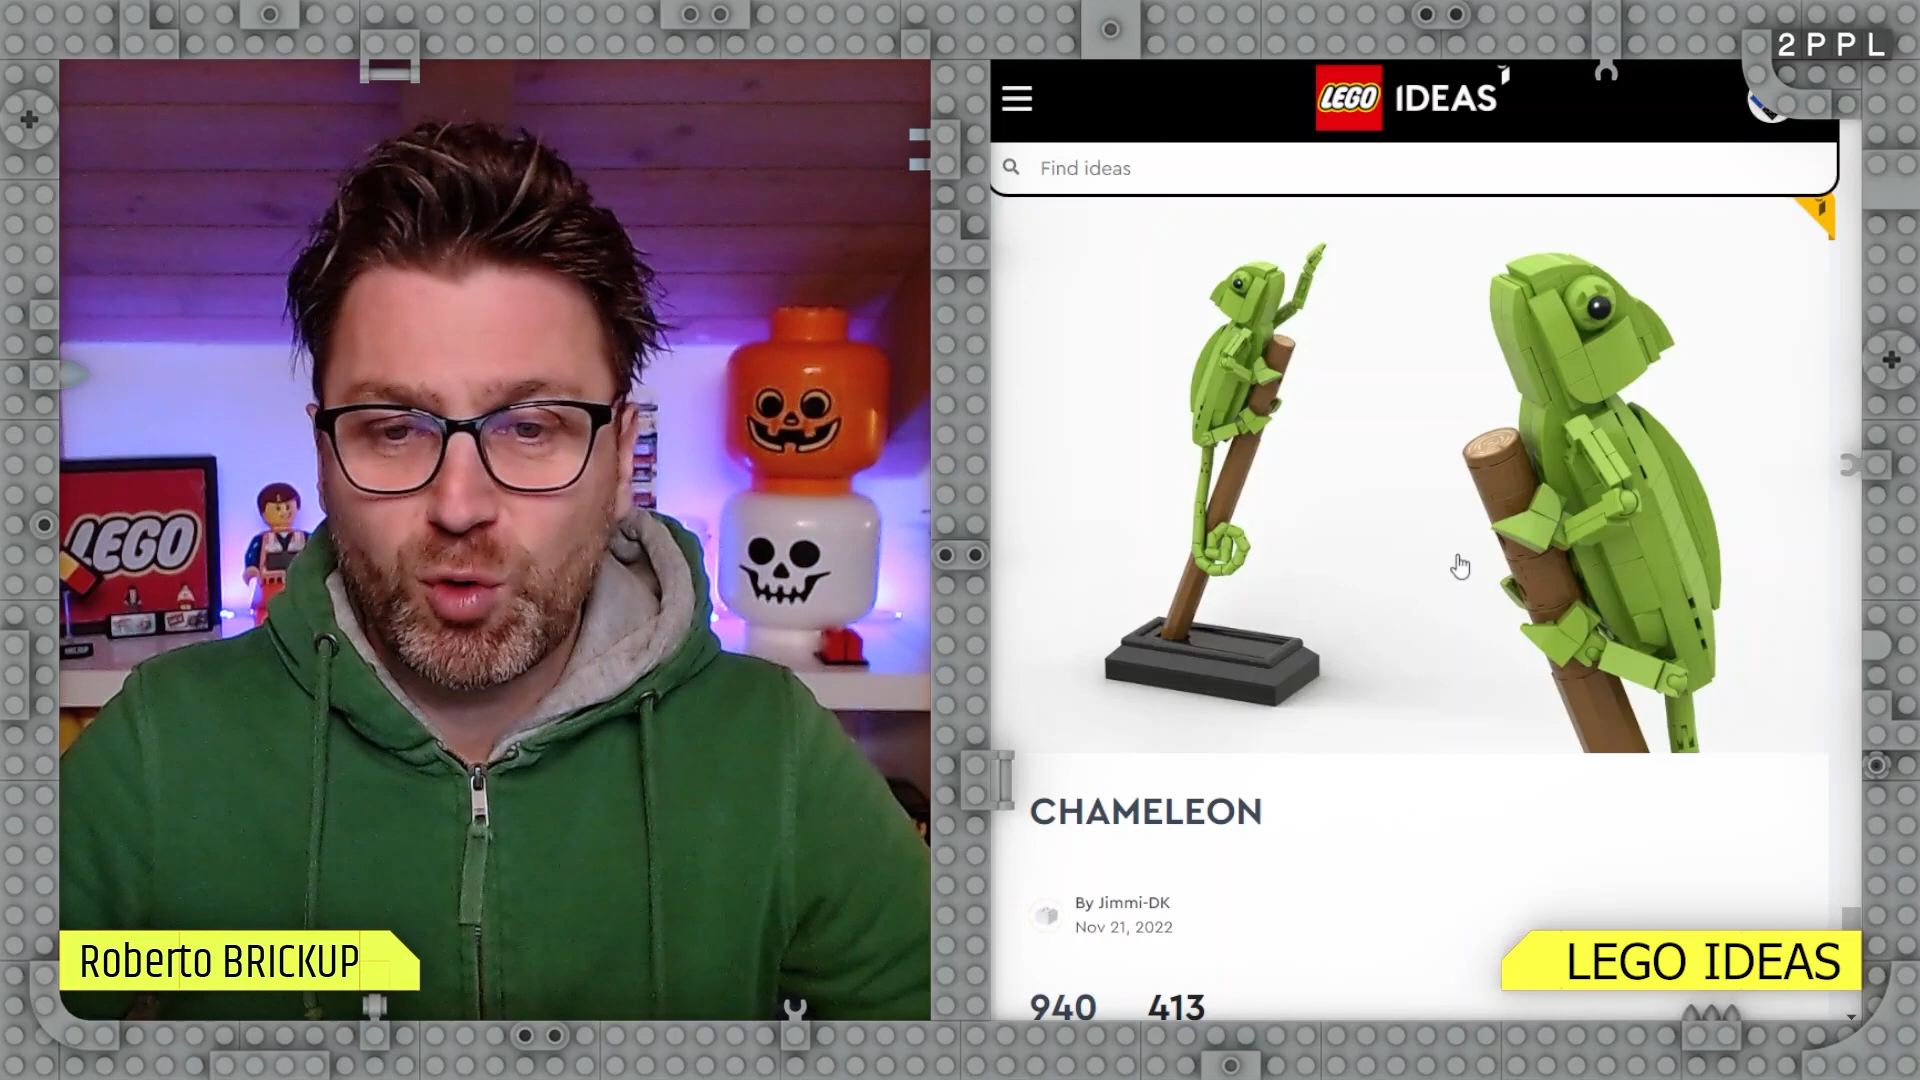 2PPL
LEGO IDEAS
Find ideas
LEGO
CHAMELEON
By Jimmi-DK
Nov 21, 2022
940 413
Roberto BRICKUP
LEGO IDEAS